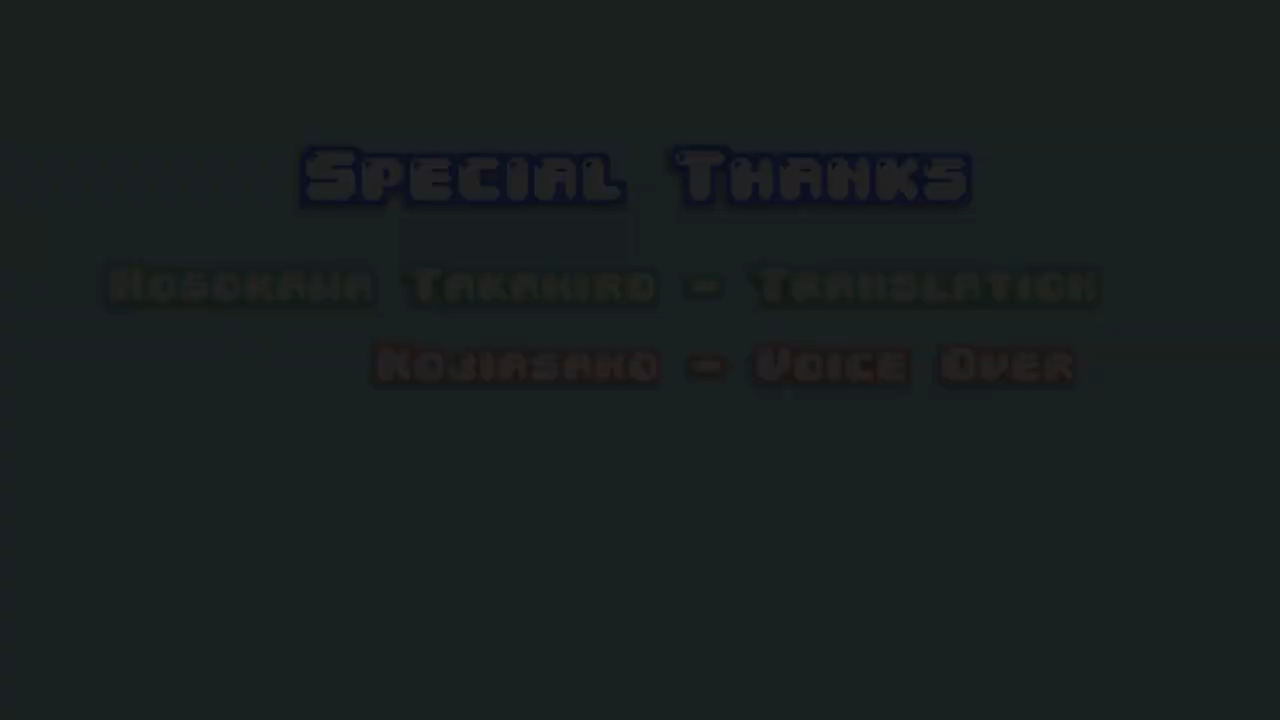 Special Thanks
Hosokawa Takahiro - Translation
Kojiasako - Voice Over